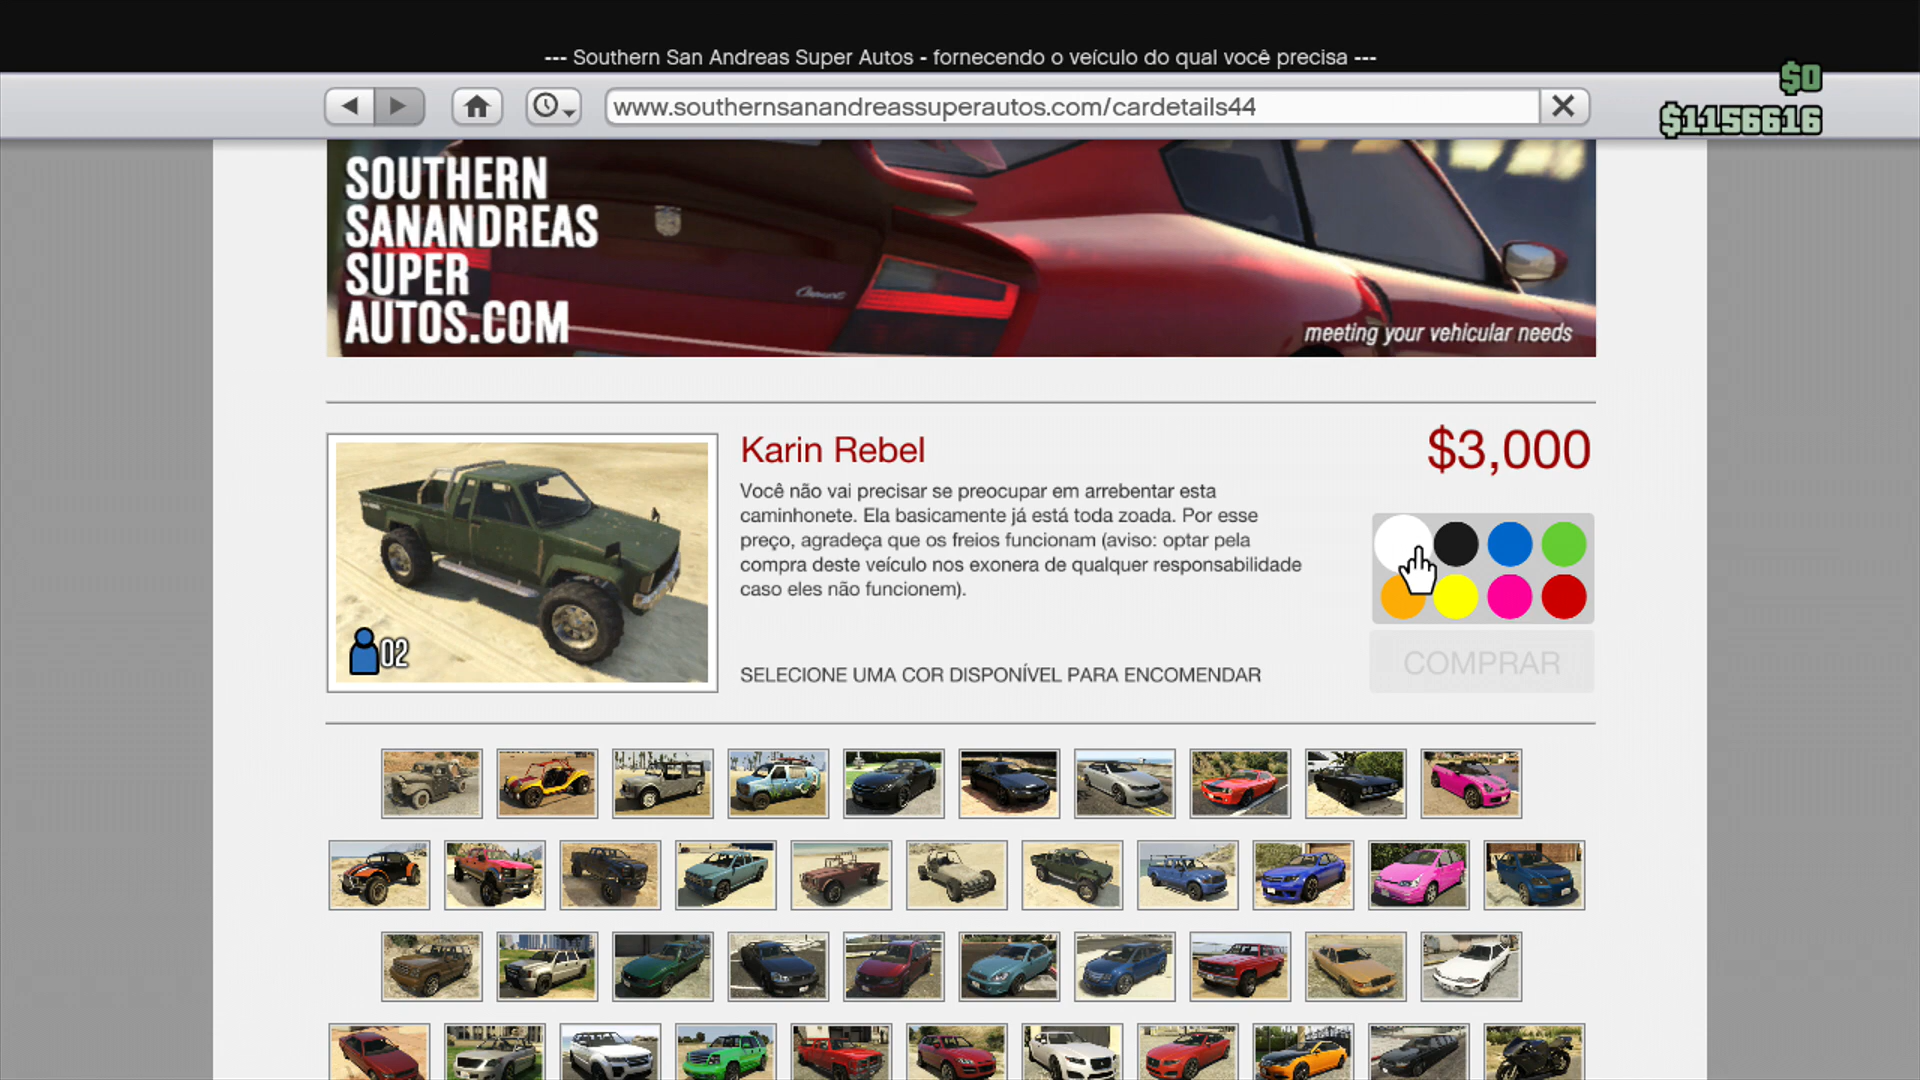 --- Southern San Andreas Super Autos - fornecendo o veículo do qual você precisa ---
$0
www.southernsanandreassuperautos.com/cardetails44
$1156616
SOUTHERN
SANANDREAS
SUPER
AUTOS.COM
meeting your vehicular needs
Karin Rebel
$3,000
Você não vai precisar se preocupar em arrebentar esta
caminhonete. Ela basicamente já está toda zoada. Por esse
preço, agradeça que os freios funcionam (aviso: optar pela
compra deste veículo nos exonera de qualquer responsabilidade
caso eles não funcionem).
02
SELECIONE UMA COR DISPONÍVEL PARA ENCOMENDAR
COMPRAR